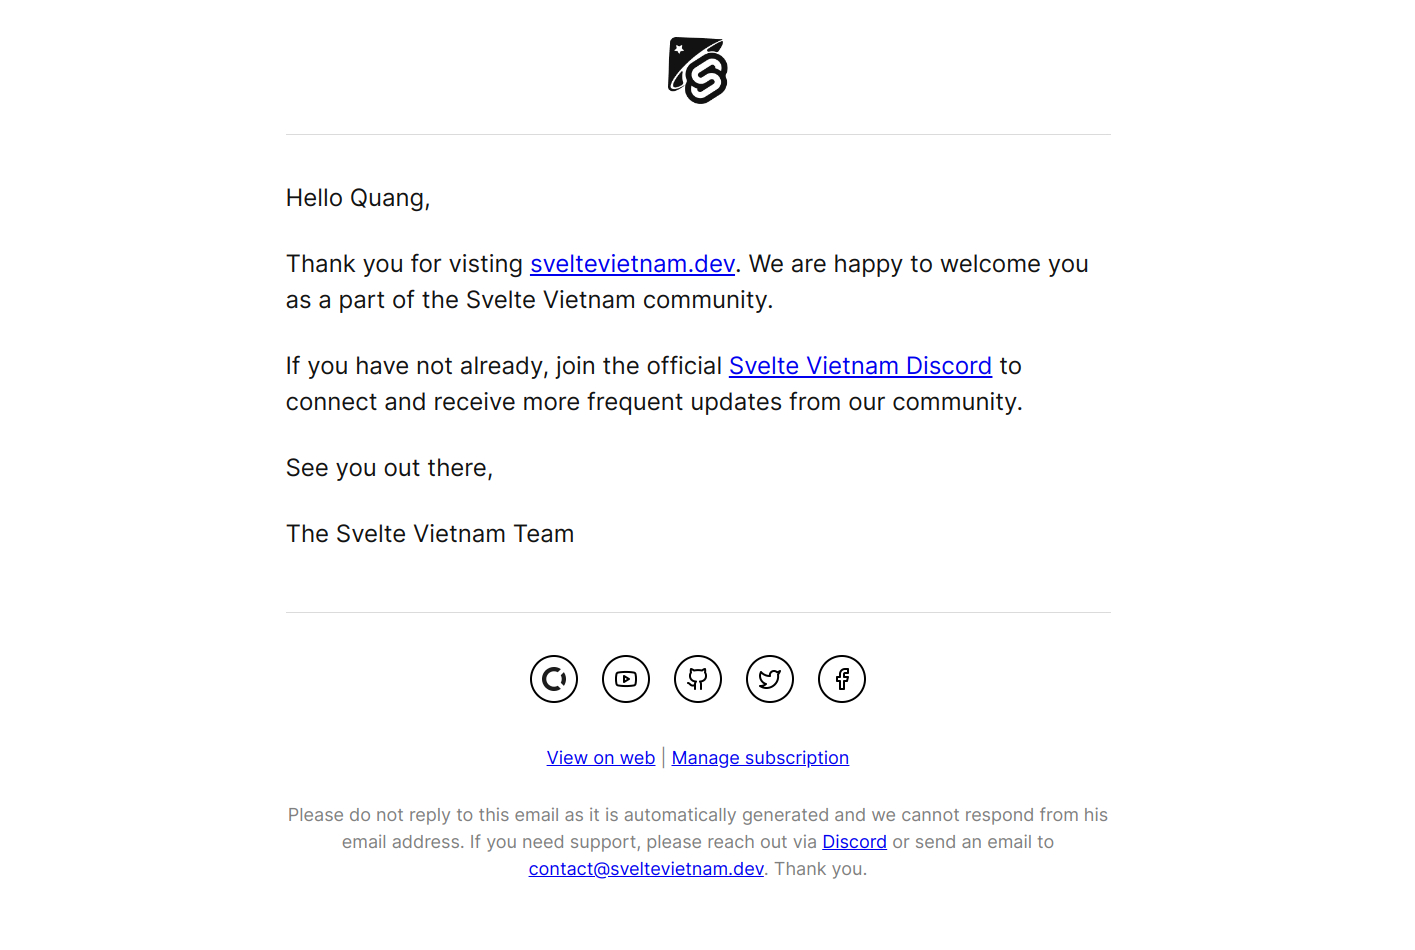 Hello Quang,
Thank you for visting sveltevietnam.dev. We are happy to welcome you
as a part of the Svelte Vietnam community.
If you have not already, join the official Svelte Vietnam Discord to
connect and receive more frequent updates from our community.
See you out there,
The Svelte Vietnam Team
View on web | Manage subscription
Please do not reply to this email as it is automatically generated and we cannot respond from his
email address. If you need support, please reach out via Discord or send an email to
contact@sveltevietnam.dev. Thank you.